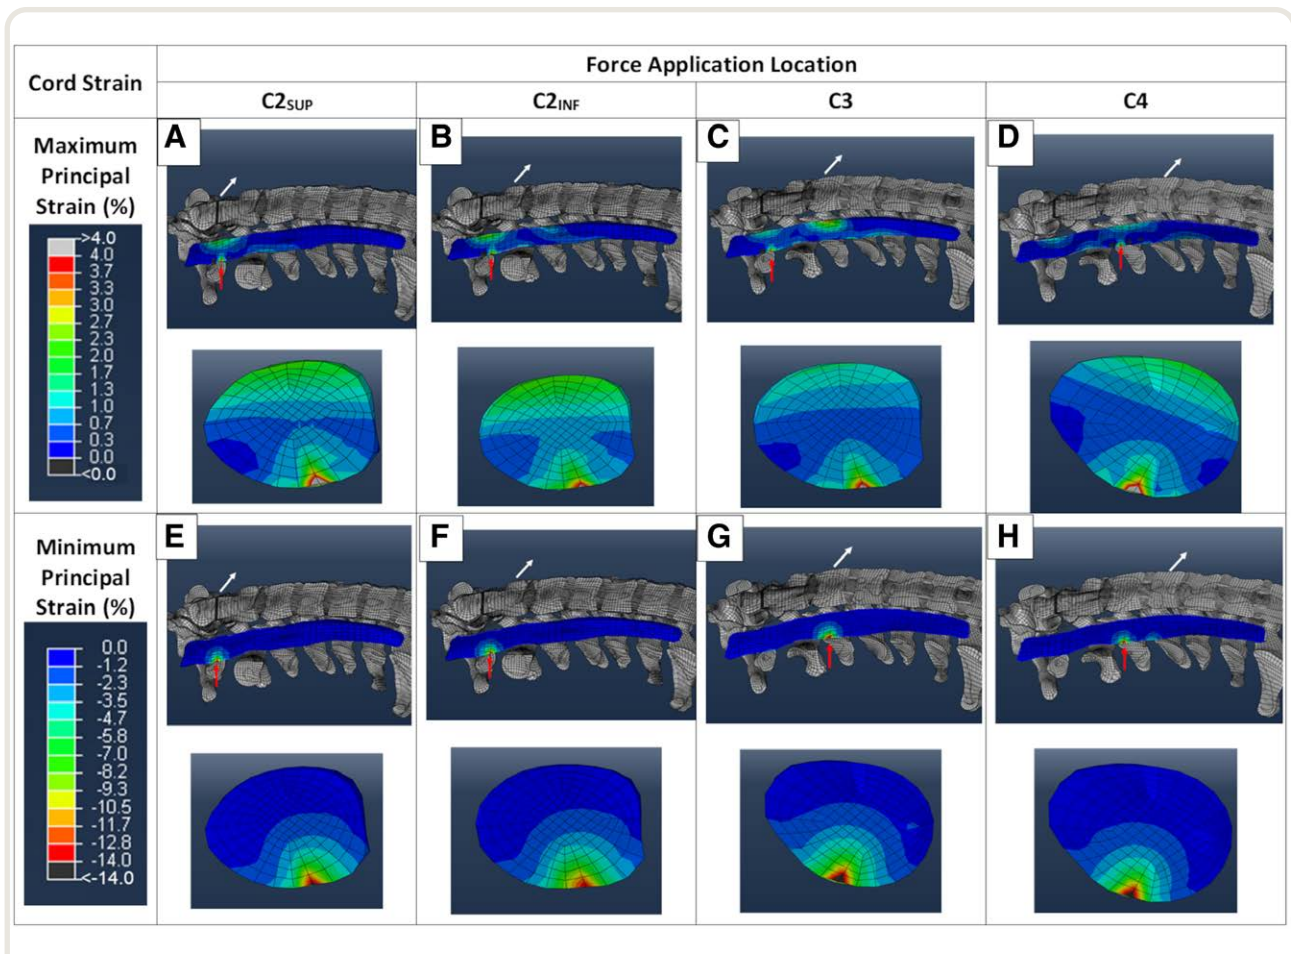 Force Application Location
Cord Strain
C2SUP
C2INF
C3
C4
Maximum
Principal
Strain (%)
>4.0
4.0
3.7
3.3
3.0
2.7
2.3
2.0
1.7
1.3
1.0
0.7
0.3
0.0
<0.0
A
B
C
D
Minimum
Principal
Strain (%)
0.0
-1.2
-2.3
-3.5
-4.7
-5.8
-7.0
-8.2
-9.3
-10.5
-11.7
-12.8
-14.0
<-14.0
E
F
G
H